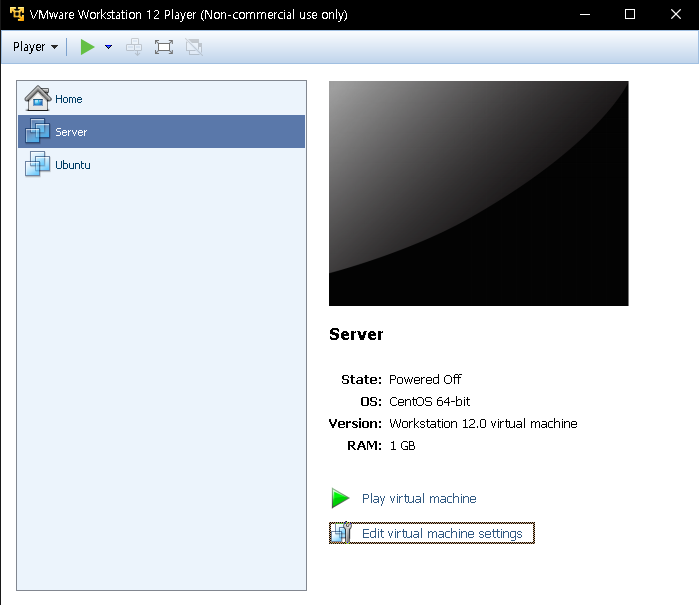 VMware Workstation 12 Player (Non-commercial use only)
Player
Home
Server
Ubuntu
Server
State: Powered Off
OS: CentOS 64-bit
Version: Workstation 12.0 virtual machine
RAM: 1 GB
Play virtual machine
Edit virtual machine settings